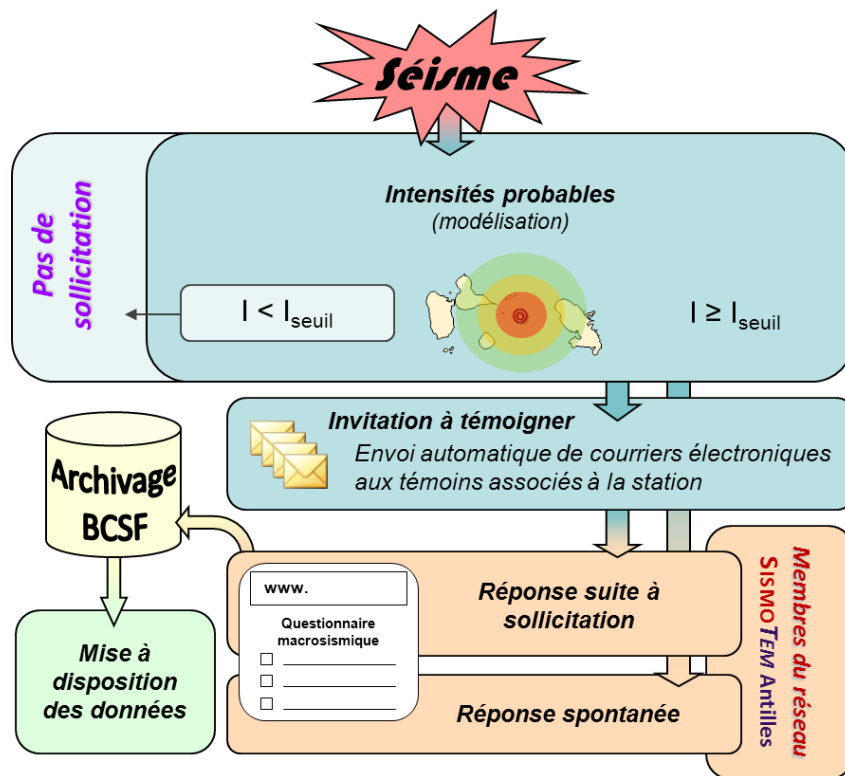 Séisme
Intensités probables
(modélisation)
Pas de
sollicitation
I < Iseuil
I ≥ Iseuil
Invitation à témoigner
Envoi automatique de courriers électroniques
aux témoins associés à la station
Archivage
BCSF
www.
Questionnaire
macrosismique
Réponse suite à
sollicitation
Réponse spontanée
Membres du réseau
SISMOTEM Antilles
Mise à
disposition
des données